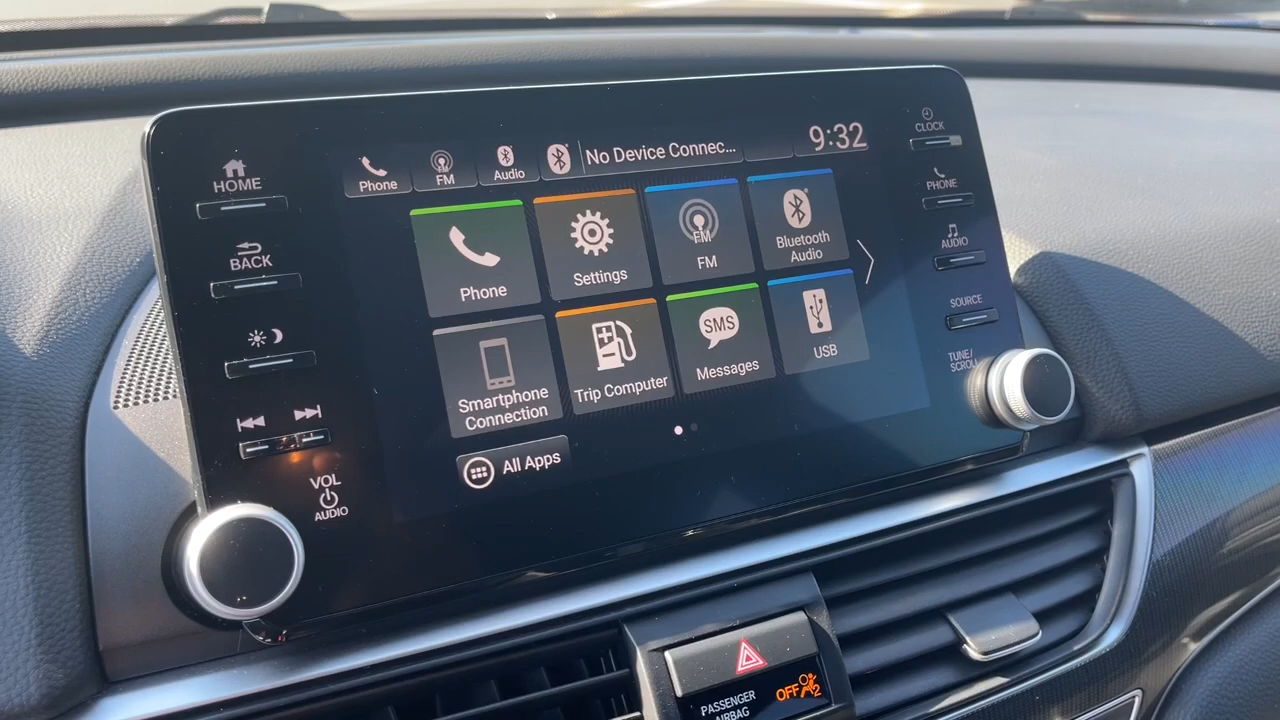 HOME
BACK
VOL
AUDIO
Phone
FM
Audio
No Device Connec...
9:32
Phone
Settings
FM
FM
Bluetooth
Audio
Smartphone
Connection
Trip Computer
SMS
Messages
USB
All Apps
CLOCK
PHONE
AUDIO
SOURCE
TUNE/
SCROLL
PASSENGER
AIRBAG
OFF
2